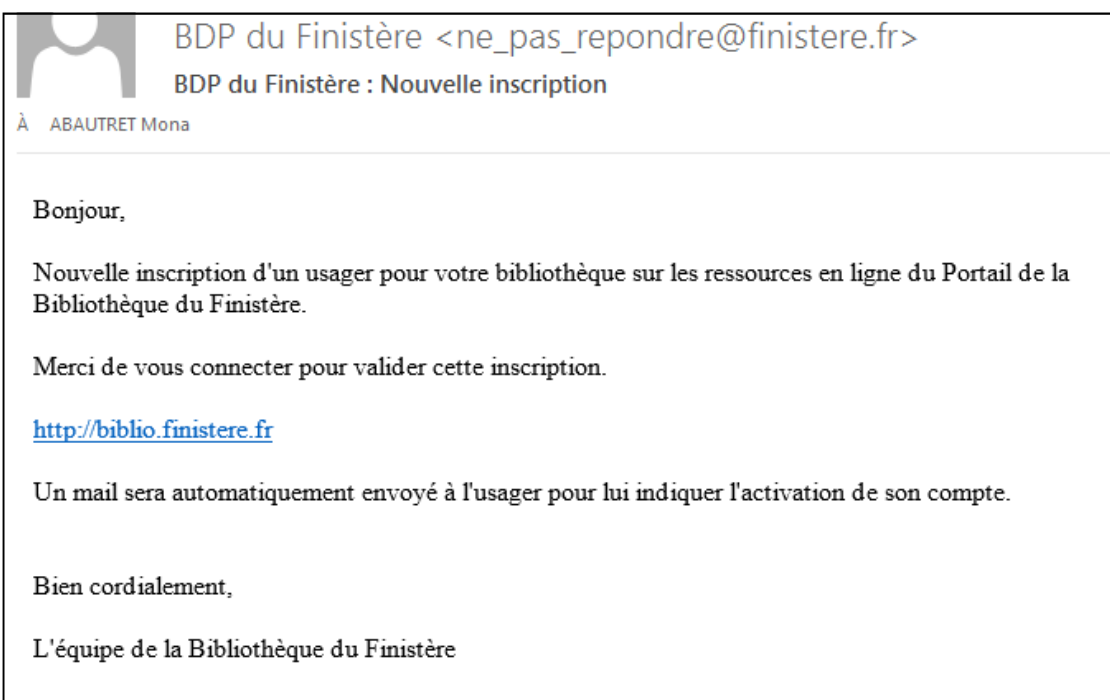 BDP du Finistère <ne_pas_repondre@finistere.fr>
BDP du Finistère : Nouvelle inscription
À ABAUTRET Mona
Bonjour,
Nouvelle inscription d'un usager pour votre bibliothèque sur les ressources en ligne du Portail de la
Bibliothèque du Finistère.
Merci de vous connecter pour valider cette inscription.
http://biblio.finistere.fr
Un mail sera automatiquement envoyé à l'usager pour lui indiquer l'activation de son compte.
Bien cordialement,
L'équipe de la Bibliothèque du Finistère